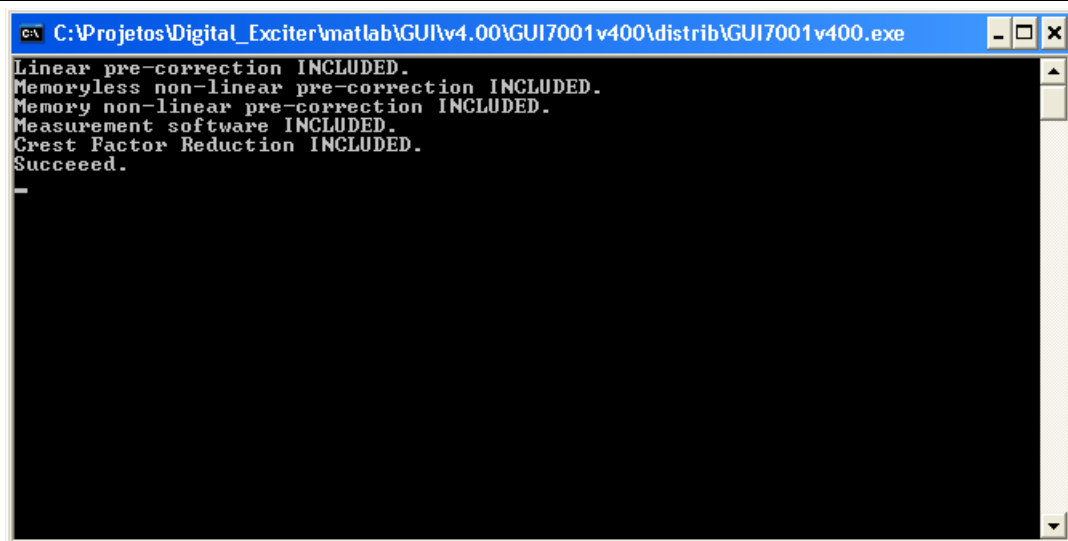 C:\Projetos\Digital_Exciter\matlab\GUI\v4.00\GUI7001v400\distrib\GUI7001v400.exe
Linear pre-correction INCLUDED.
Memoryless non-linear pre-correction INCLUDED.
Memory non-linear pre-correction INCLUDED.
Measurement software INCLUDED.
Crest Factor Reduction INCLUDED.
Succeeed.